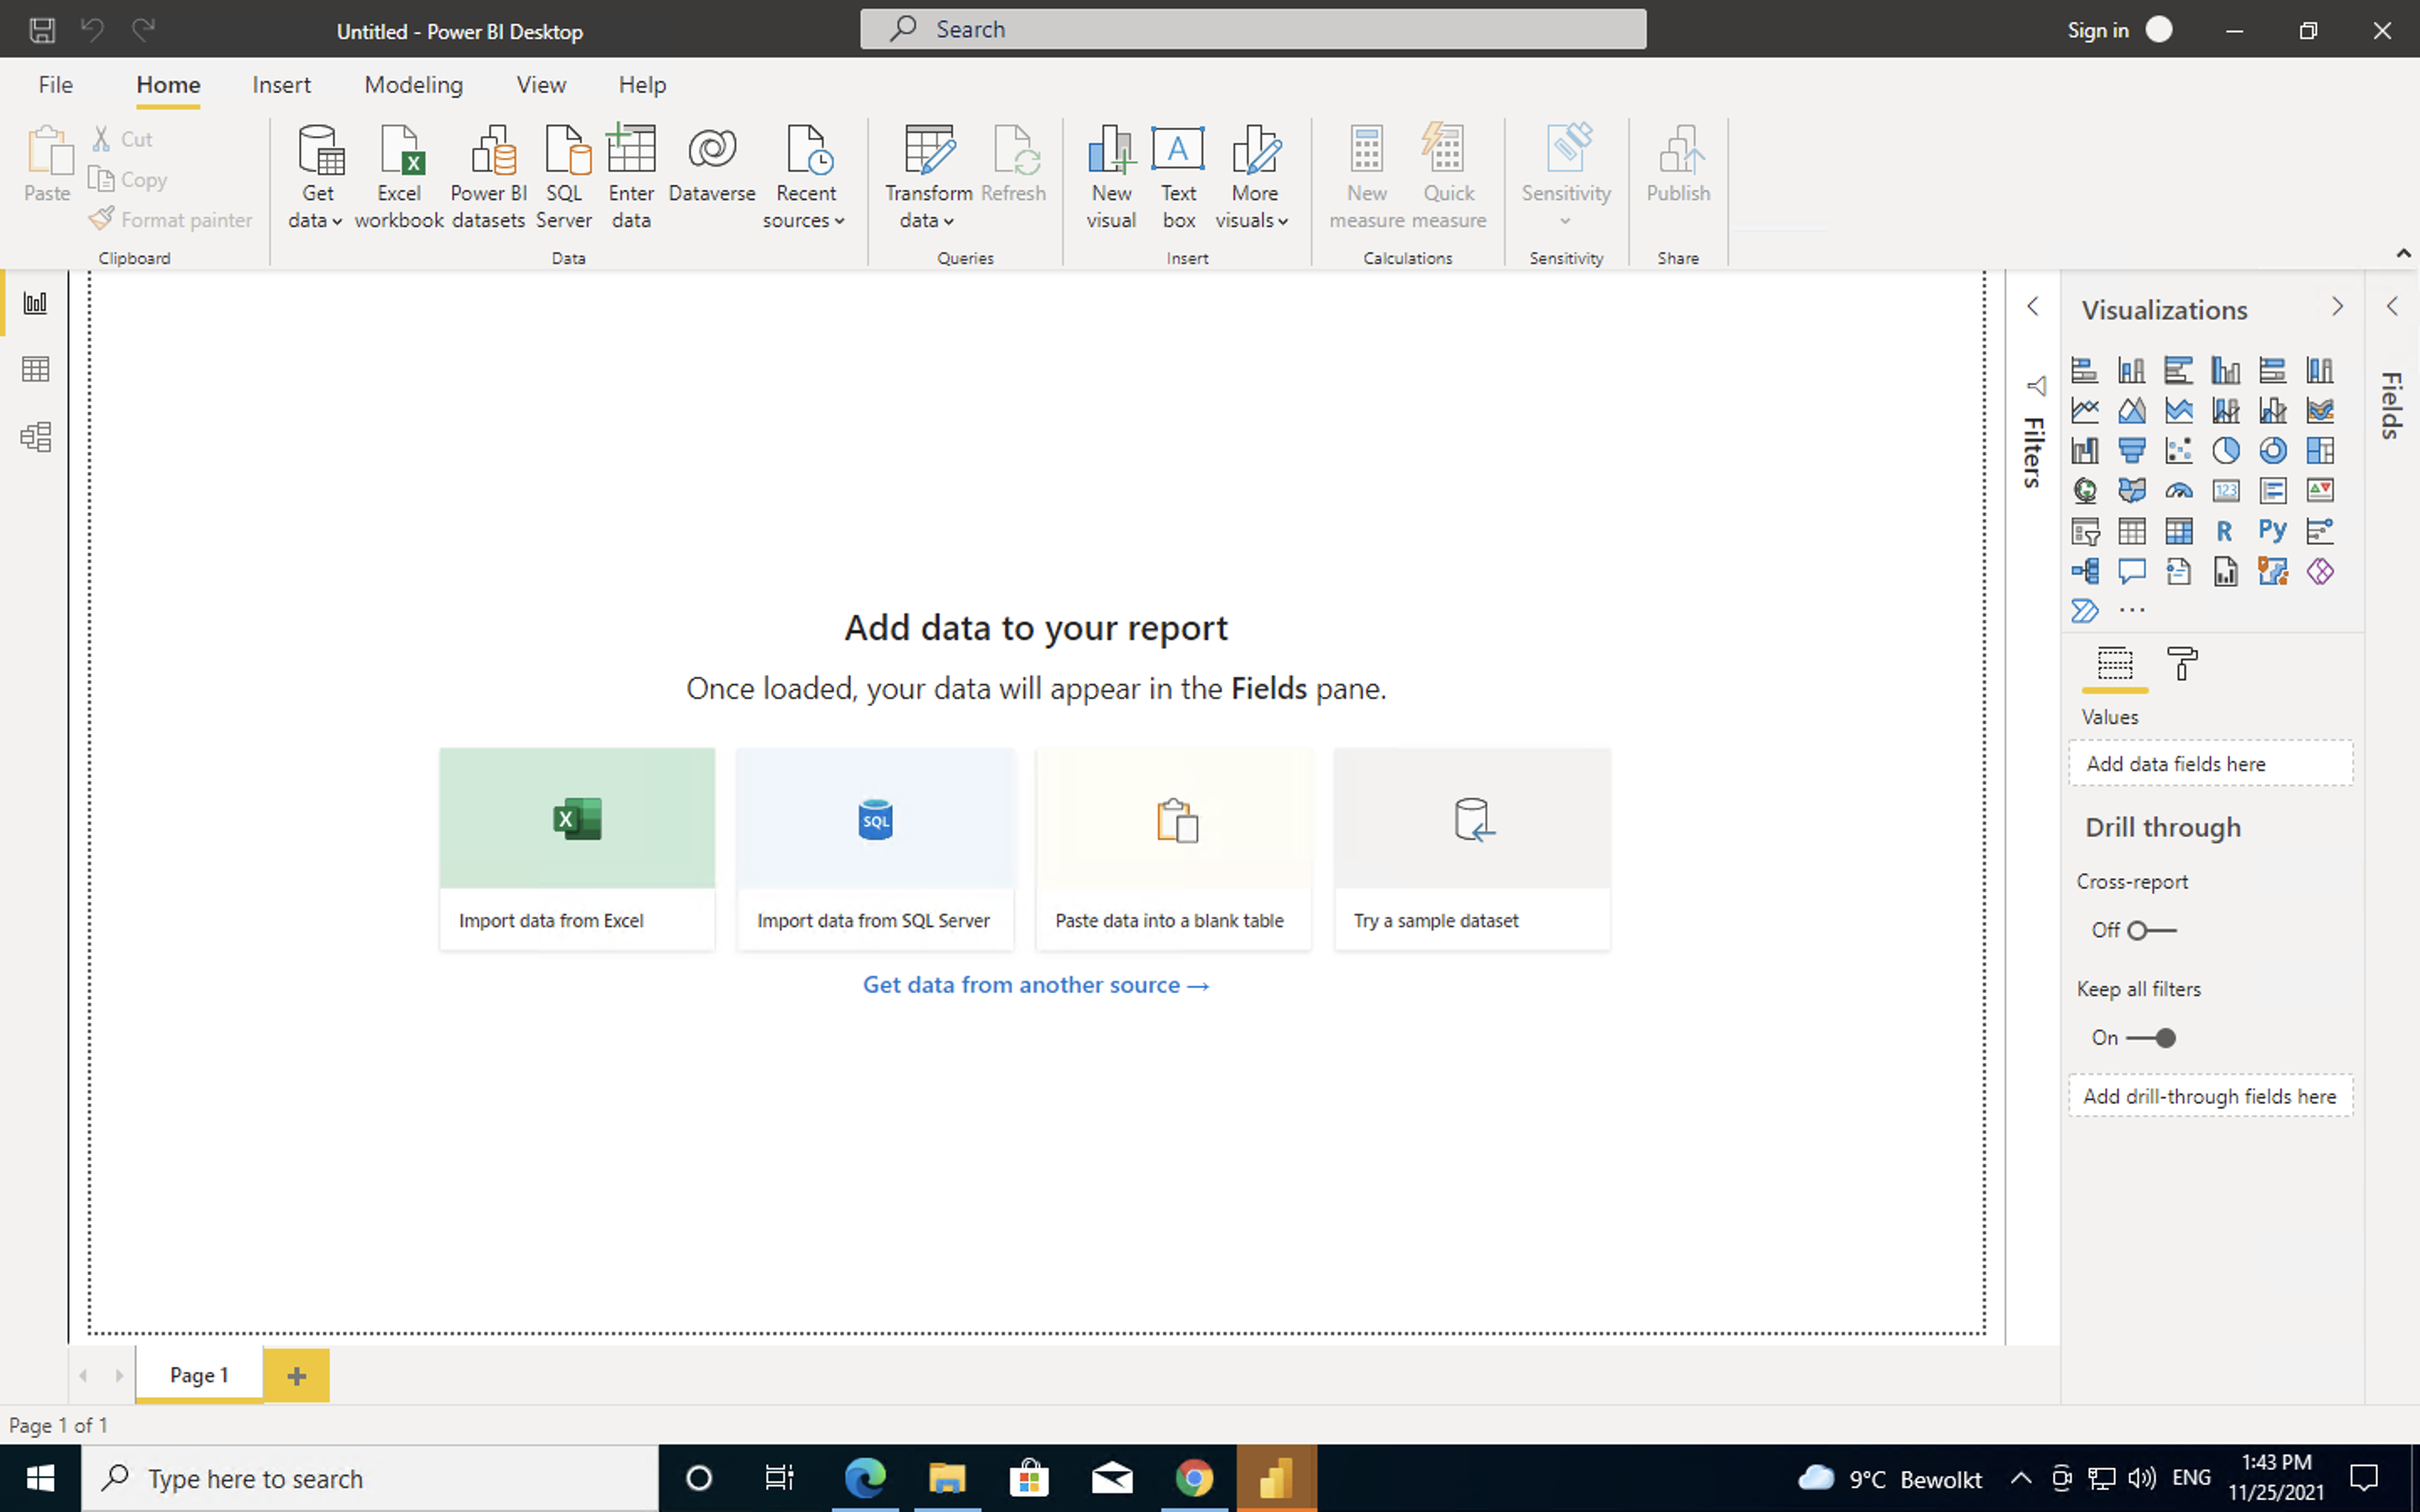 Untitled - Power BI Desktop
Search
Sign in
File
Home
Insert
Modeling
View
Help
Paste
Cut
Copy
Format painter
Clipboard
Get
data
Excel
workbook
Power BI
datasets
SQL
Server
Enter
data
Dataverse
Recent
sources
Data
Transform
data
Refresh
Queries
New
visual
Text
box
More
visuals
Insert
New
measure
Quick
measure
Calculations
Sensitivity
Sensitivity
Publish
Share
Filters
Visualizations
Fields
123
R
Py
Values
Add data fields here
Drill through
Cross-report
Off
Keep all filters
On
Add drill-through fields here
Add data to your report
Once loaded, your data will appear in the Fields pane.
X
SQL
Import data from Excel
Import data from SQL Server
Paste data into a blank table
Try a sample dataset
Get data from another source →
Page 1
Page 1 of 1
Type here to search
9°C Bewolkt
ENG
1:43 PM
11/25/2021